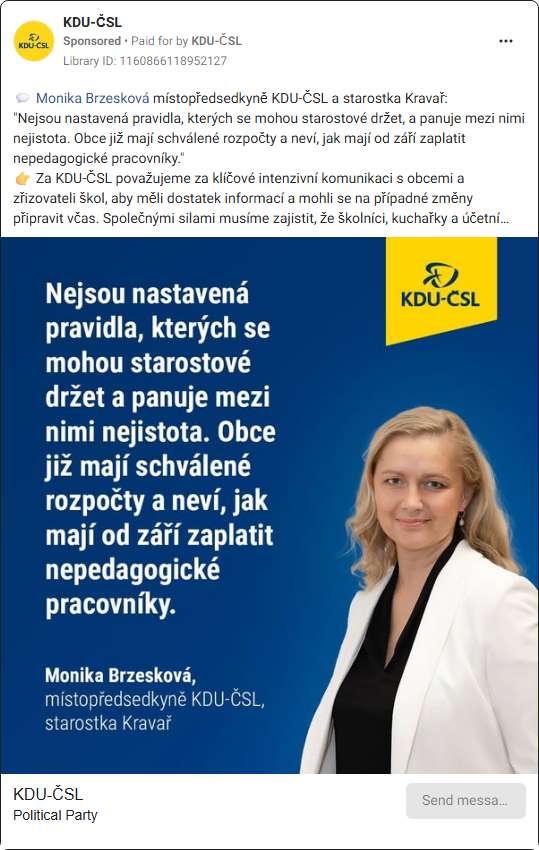 KDU-ČSL
Sponsored • Paid for by KDU-ČSL
Library ID: 1160866118952127
KDU-ČSL
💬 Monika Brzesková místopředsedkyně KDU-ČSL a starostka Kravař:
"Nejsou nastavená pravidla, kterých se mohou starostové držet, a panuje mezi nimi
nejistota. Obce již mají schválené rozpočty a neví, jak mají od září zaplatit
nepedagogické pracovníky."
👉 Za KDU-ČSL považujeme za klíčové intenzivní komunikaci s obcemi a
zřizovateli škol, aby měli dostatek informací a mohli se na případné změny
připravit včas. Společnými silami musíme zajistit, že školníci, kuchařky a účetní…
KDU-ČSL
Nejsou nastavená
pravidla, kterých se
mohou starostové
držet a panuje mezi
nimi nejistota. Obce
již mají schválené
rozpočty a neví, jak
mají od září zaplatit
nepedagogické
pracovníky.
Monika Brzesková,
místopředsedkyně KDU-ČSL,
starostka Kravař
KDU-ČSL
Political Party
Send messa…